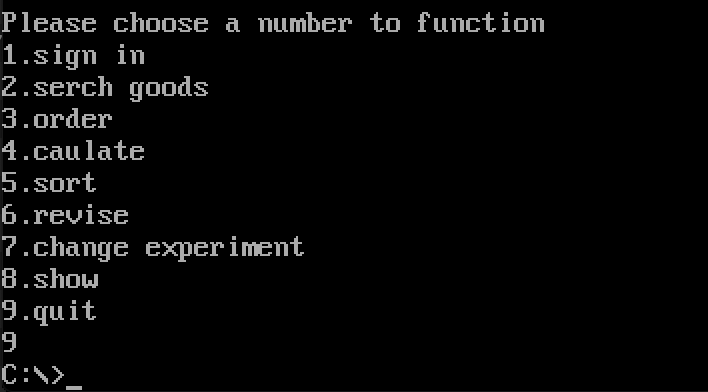 Please choose a number to function
1.sign in
2.serch goods
3.order
4.caulate
5.sort
6.revise
7.change experiment
8.show
9.quit
9
C:\>_